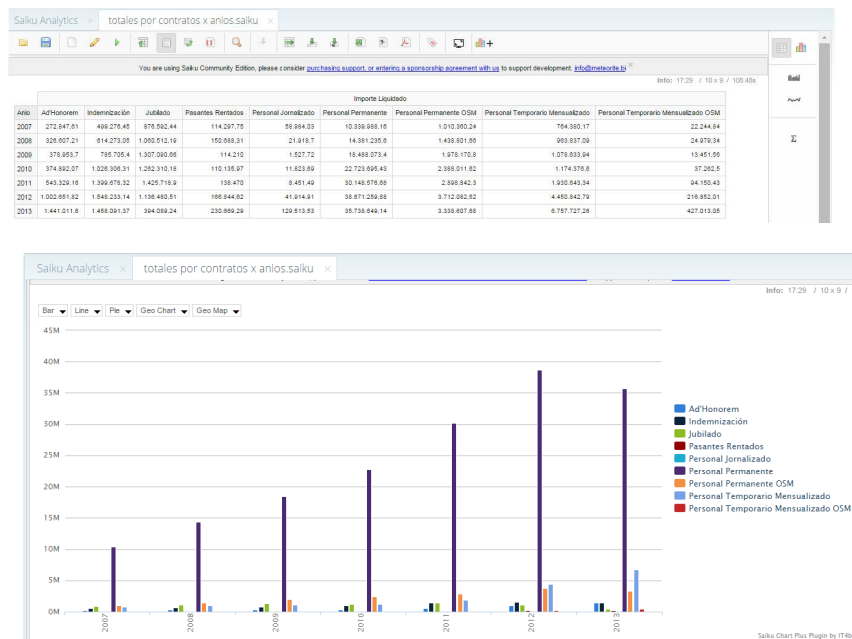 Saiku Analytics × totales por contratos x anios.saiku ×
You are using Saiku Community Edition, please consider purchasing support, or entering a sponsorship agreement with us to support development. info@meteorite.bi ×
Info: 17:29 / 10 x 9 / 108.48s
Importe Liquidado
Anio Ad'Honorem Indemnización Jubilado Pasantes Rentados Personal Jornalizado Personal Permanente Personal Permanente OSM Personal Temporario Mensualizado Personal Temporario Mensualizado OSM
2007 272.847,61 499.276,45 876.592,44 114.297,75 58.984,03 10.339.988,16 1.010.360,24 764.380,17 22.244,84
2008 326.607,21 614.273,05 1.060.512,19 150.688,31 21.918,7 14.381.235,6 1.438.801,66 963.837,09 24.979,34
2009 378.953,7 785.705,4 1.307.090,66 114.210 1.527,72 18.488.073,4 1.978.170,8 1.078.633,94 13.451,56
2010 374.892,07 1.026.306,31 1.262.310,18 110.135,97 11.823,69 22.723.695,43 2.388.011,62 1.174.376,6 37.262,5
2011 543.329,16 1.399.678,32 1.425.718,9 138.470 8.451,49 30.148.576,68 2.898.842,3 1.930.643,34 94.150,43
2012 1.002.651,82 1.548.233,14 1.136.480,51 166.844,62 41.914,91 38.671.259,88 3.712.082,52 4.450.842,79 216.852,01
2013 1.441.011,6 1.458.091,37 394.089,24 230.669,29 129.513,53 35.738.649,14 3.338.607,68 6.757.727,26 427.013,05
Saiku Analytics × totales por contratos x anios.saiku ×
Info: 17:29 / 10 x 9 /
Bar Line Pie Geo Chart Geo Map
45M
40M
35M
30M
25M
20M
15M
10M
5M
0M
2007 2008 2009 2010 2011 2012 2013
Ad'Honorem
Indemnización
Jubilado
Pasantes Rentados
Personal Jornalizado
Personal Permanente
Personal Permanente OSM
Personal Temporario Mensualizado
Personal Temporario Mensualizado OSM
Saiku Chart Plus Plugin by IT4b